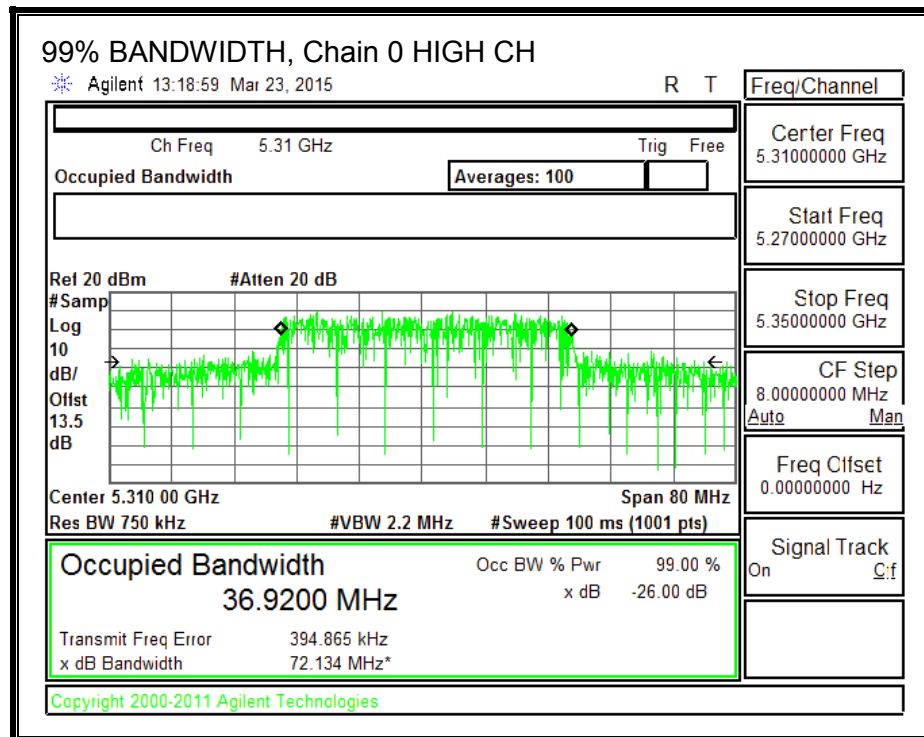 99% BANDWIDTH, Chain 0 HIGH CH
Agilent 13:18:59 Mar 23, 2015 R T
Freq/Channel
Ch Freq 5.31 GHz Trig Free
Occupied Bandwidth Averages: 100
Center Freq
5.31000000 GHz
Start Freq
5.27000000 GHz
Stop Freq
5.35000000 GHz
CF Step
8.00000000 MHz
Auto Man
Freq Offset
0.00000000 Hz
Signal Track
On Off
Ref 20 dBm #Atten 20 dB
#Samp
Log
10
dB/
Offst
13.5
dB
Center 5.310 00 GHz Span 80 MHz
Res BW 750 kHz #VBW 2.2 MHz #Sweep 100 ms (1001 pts)
Occupied Bandwidth Occ BW % Pwr 99.00 %
36.9200 MHz x dB -26.00 dB
Transmit Freq Error 394.865 kHz
x dB Bandwidth 72.134 MHz*
Copyright 2000-2011 Agilent Technologies